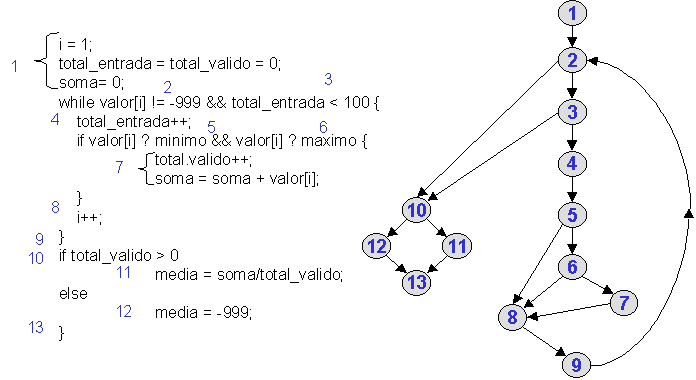 1 i = 1;
total_entrada = total_valido = 0;
soma= 0; 2 3
while valor[i] != -999 && total_entrada < 100 {
4 total_entrada++; 5 6
if valor[i] ? minimo && valor[i] ? maximo {
7 total.valido++;
soma = soma + valor[i];
}
8 i++;
9 }
10 if total_valido > 0
11 media = soma/total_valido;
else
12 media = -999;
13 }
1
2
3
4
10 5
12 11
6
13
7
8
9